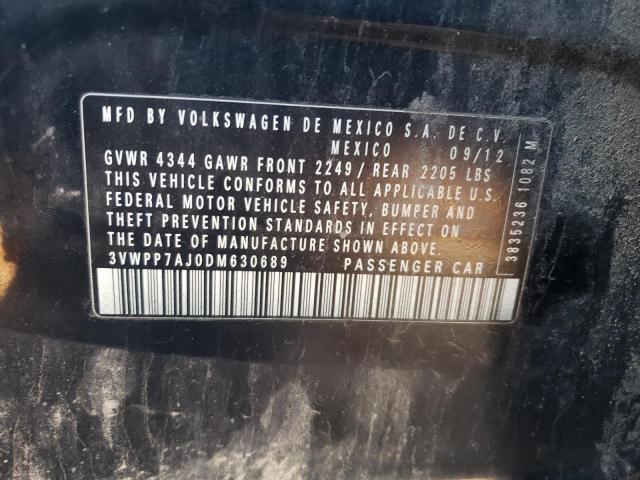 MFD BY VOLKSWAGEN DE MEXICO S.A. DE C.V.
MEXICO 09/12
GVWR 4344 GAWR FRONT 2249 / REAR 2205 LBS
THIS VEHICLE CONFORMS TO ALL APPLICABLE U.S.
FEDERAL MOTOR VEHICLE SAFETY, BUMPER AND
THEFT PREVENTION STANDARDS IN EFFECT ON
THE DATE OF MANUFACTURE SHOWN ABOVE.
3VWPP7AJ0DM630689 PASSENGER CAR
3835236 1082 M